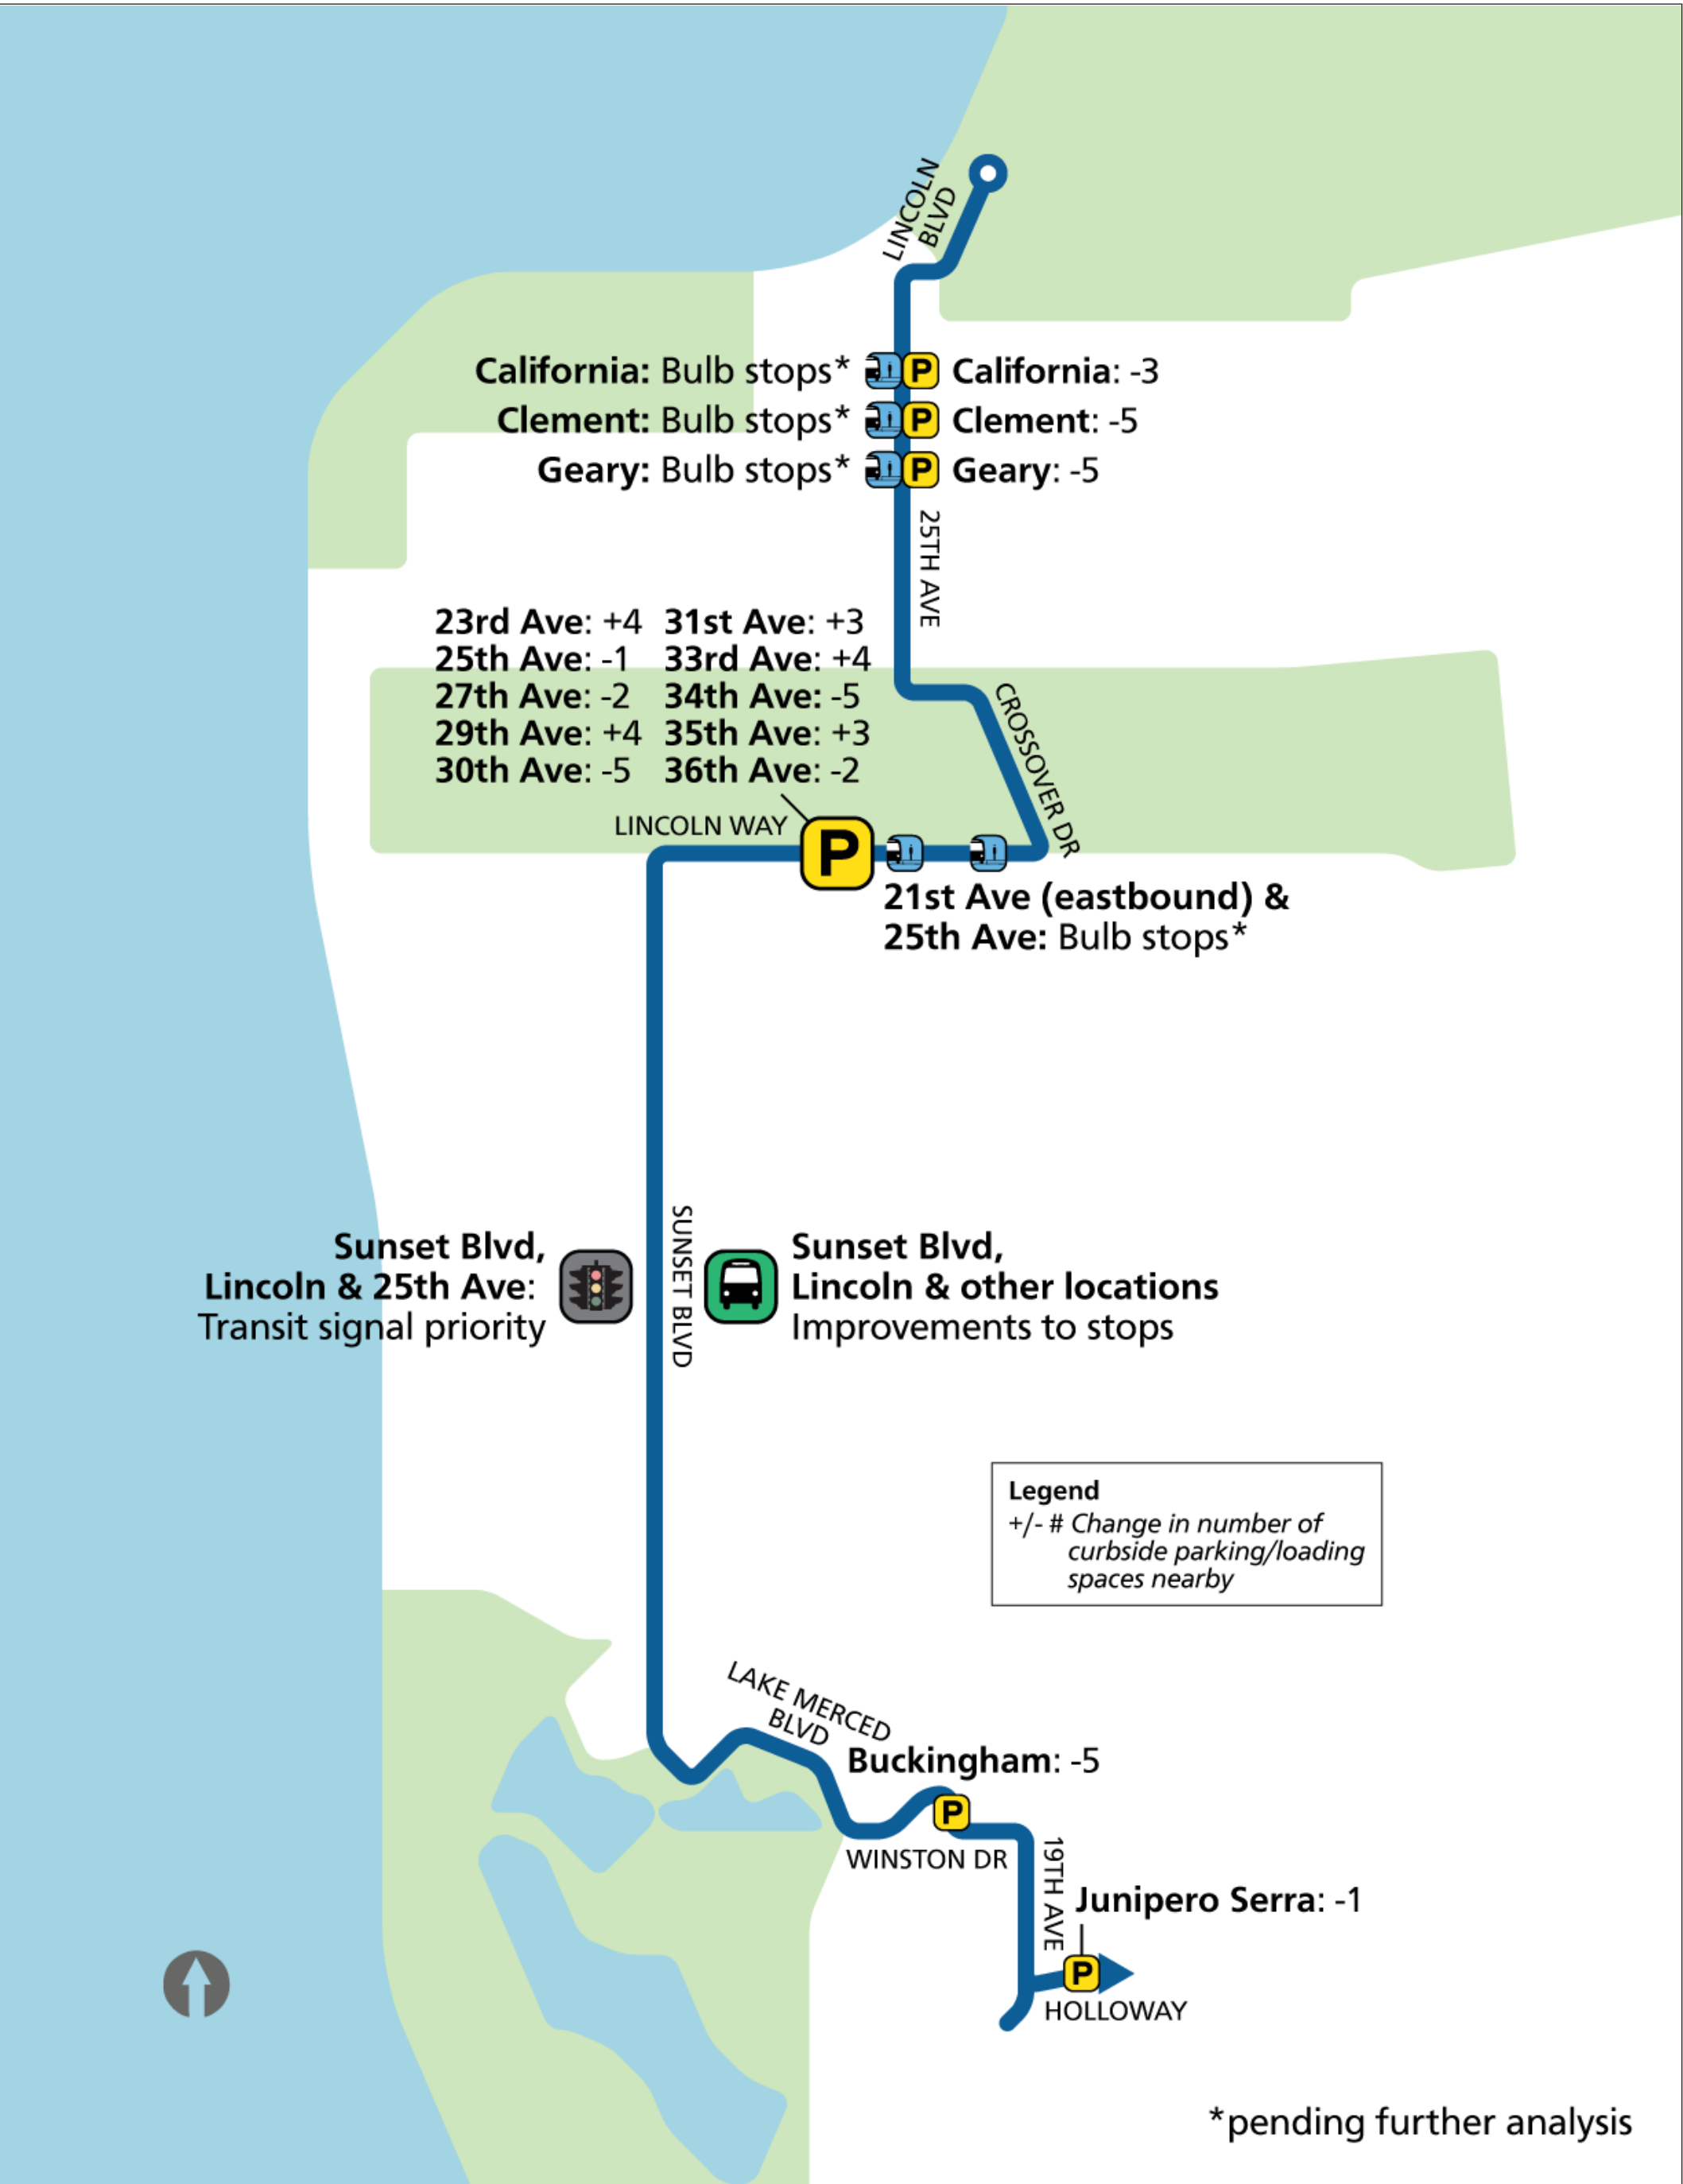 LINCOLN
BLVD
California: Bulb stops*
P
California: -3
Clement: Bulb stops*
P
Clement: -5
Geary: Bulb stops*
P
Geary: -5
25TH AVE
23rd Ave: +4 31st Ave: +3
25th Ave: -1 33rd Ave: +4
27th Ave: -2 34th Ave: -5
29th Ave: +4 35th Ave: +3
30th Ave: -5 36th Ave: -2
CROSSOVER DR
LINCOLN WAY
P
21st Ave (eastbound) &
25th Ave: Bulb stops*
SUNSET BLVD
Sunset Blvd,
Lincoln & 25th Ave:
Transit signal priority
Sunset Blvd,
Lincoln & other locations
Improvements to stops
Legend
+/- # Change in number of
curbside parking/loading
spaces nearby
LAKE MERCED
BLVD
Buckingham: -5
P
WINSTON DR
19TH AVE
Junipero Serra: -1
P
HOLLOWAY
*pending further analysis